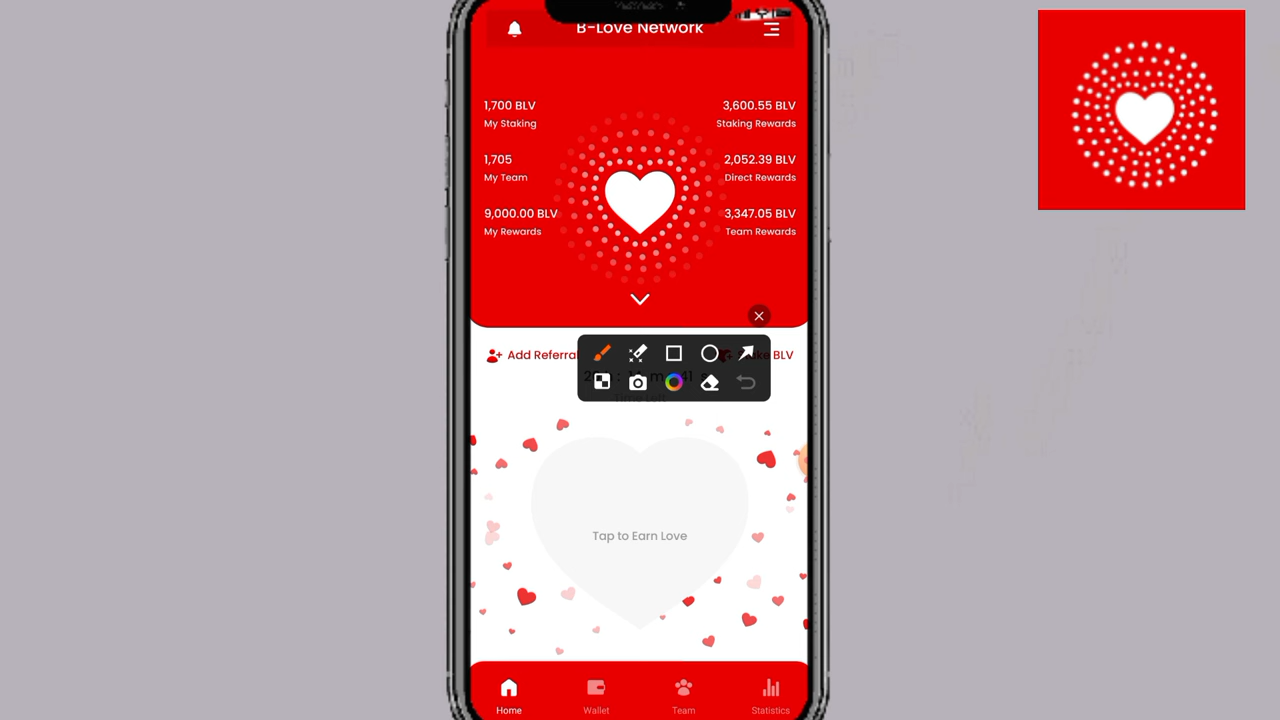 B-Love Network
1,700 BLV
My Staking
3,600.55 BLV
Staking Rewards
1,705
My Team
2,052.39 BLV
Direct Rewards
9,000.00 BLV
My Rewards
3,347.05 BLV
Team Rewards
Add Referral
BLV
Tap to Earn Love
Home
Wallet
Team
Statistics